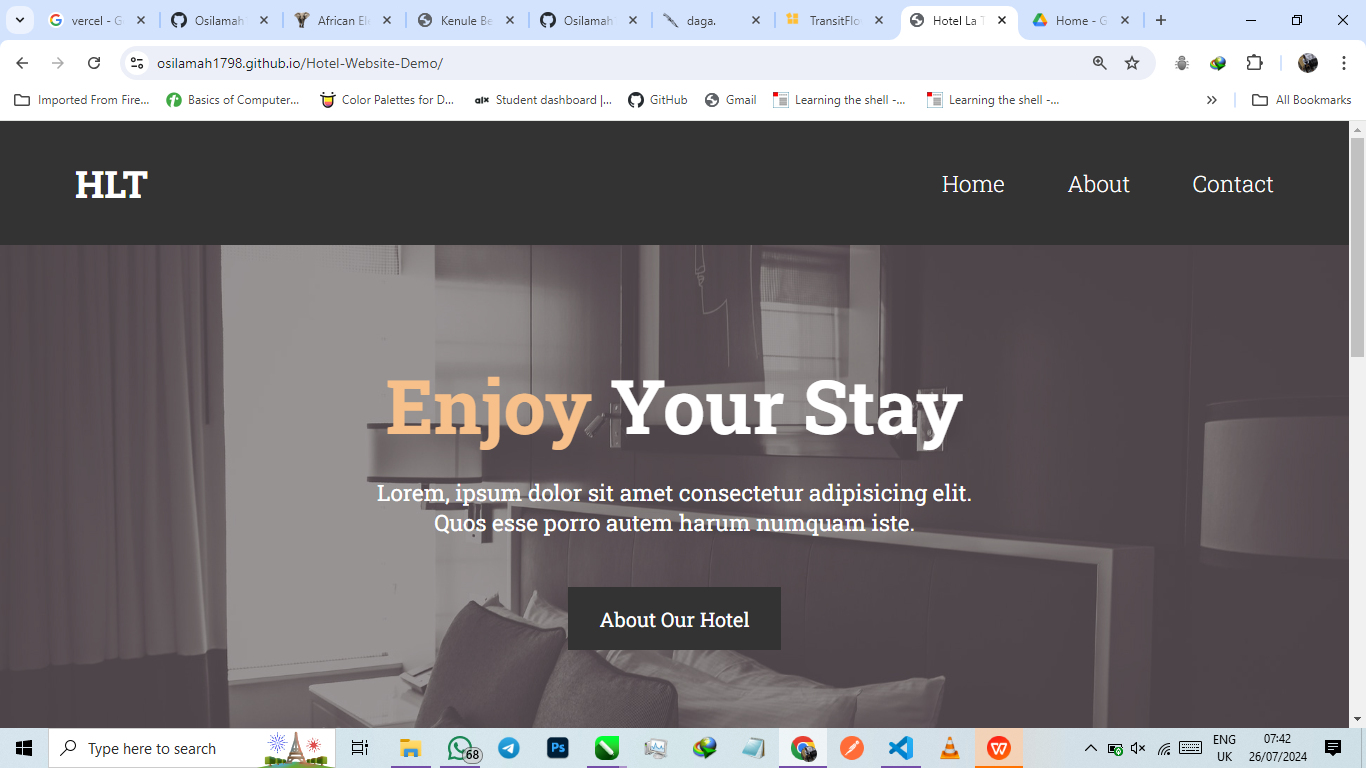 vercel - G
Osilamah
African Ele
Kenule Be
Osilamah
daga.
TransitFlo
Hotel La T
Home - G
osilamah1798.github.io/Hotel-Website-Demo/
Imported From Fire...
Basics of Computer...
Color Palettes for D...
alx
Student dashboard |...
GitHub
Gmail
Learning the shell -...
Learning the shell -...
»
All Bookmarks
HLT
Home
About
Contact
Enjoy Your Stay
Lorem, ipsum dolor sit amet consectetur adipisicing elit.
Quos esse porro autem harum numquam iste.
About Our Hotel
Type here to search
68
Ps
ENG
UK
07:42
26/07/2024